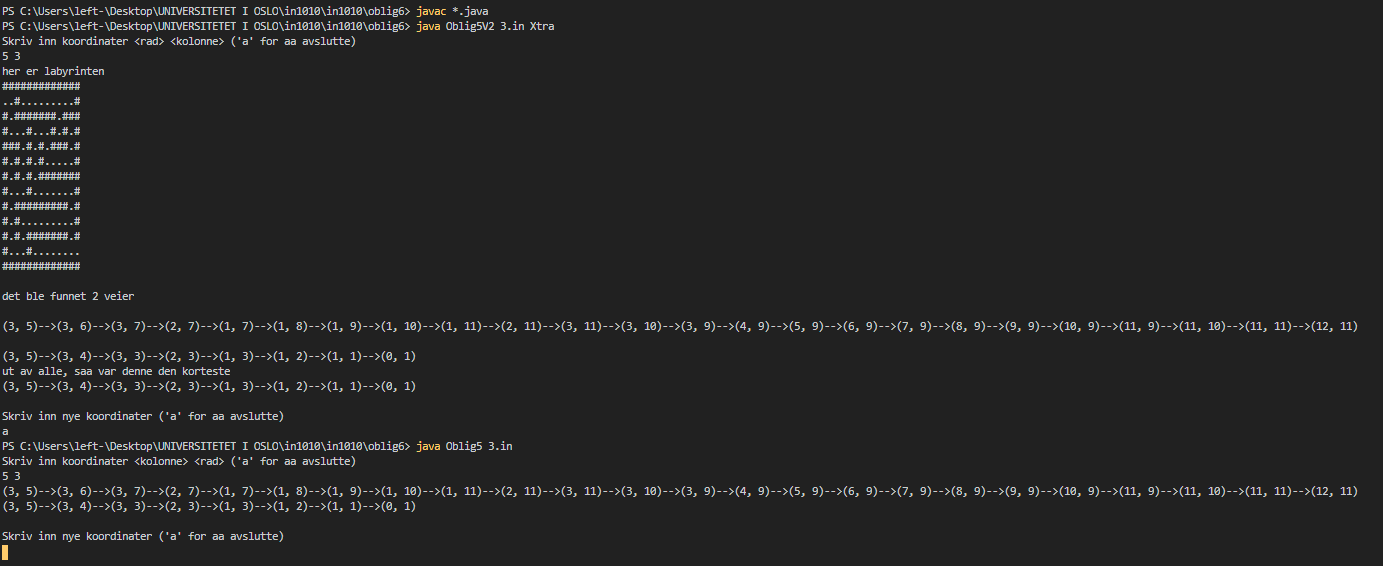 PS C:\Users\left-\Desktop\UNIVERSITETET I OSLO\in1010\in1010\oblig6> javac *.java
PS C:\Users\left-\Desktop\UNIVERSITETET I OSLO\in1010\in1010\oblig6> java Oblig5V2 3.in Xtra
Skriv inn koordinater <rad> <kolonne> ('a' for aa avslutte)
5 3
her er labyrinten
#############
..#.........#
#.#######.###
#...#...#.#.#
###.#.#.###.#
#.#.#.#.....#
#.#.#.#######
#...#.......#
#.#########.#
#.#.........#
#.#.#######.#
#...#........
#############
det ble funnet 2 veier
(3, 5)-->(3, 6)-->(3, 7)-->(2, 7)-->(1, 7)-->(1, 8)-->(1, 9)-->(1, 10)-->(1, 11)-->(2, 11)-->(3, 11)-->(3, 10)-->(3, 9)-->(4, 9)-->(5, 9)-->(6, 9)-->(7, 9)-->(8, 9)-->(9, 9)-->(10, 9)-->(11, 9)-->(11, 10)-->(11, 11)-->(12, 11)
(3, 5)-->(3, 4)-->(3, 3)-->(2, 3)-->(1, 3)-->(1, 2)-->(1, 1)-->(0, 1)
ut av alle, saa var denne den korteste
(3, 5)-->(3, 4)-->(3, 3)-->(2, 3)-->(1, 3)-->(1, 2)-->(1, 1)-->(0, 1)
Skriv inn nye koordinater ('a' for aa avslutte)
a
PS C:\Users\left-\Desktop\UNIVERSITETET I OSLO\in1010\in1010\oblig6> java Oblig5 3.in
Skriv inn koordinater <kolonne> <rad> ('a' for aa avslutte)
5 3
(3, 5)-->(3, 6)-->(3, 7)-->(2, 7)-->(1, 7)-->(1, 8)-->(1, 9)-->(1, 10)-->(1, 11)-->(2, 11)-->(3, 11)-->(3, 10)-->(3, 9)-->(4, 9)-->(5, 9)-->(6, 9)-->(7, 9)-->(8, 9)-->(9, 9)-->(10, 9)-->(11, 9)-->(11, 10)-->(11, 11)-->(12, 11)
(3, 5)-->(3, 4)-->(3, 3)-->(2, 3)-->(1, 3)-->(1, 2)-->(1, 1)-->(0, 1)
Skriv inn nye koordinater ('a' for aa avslutte)